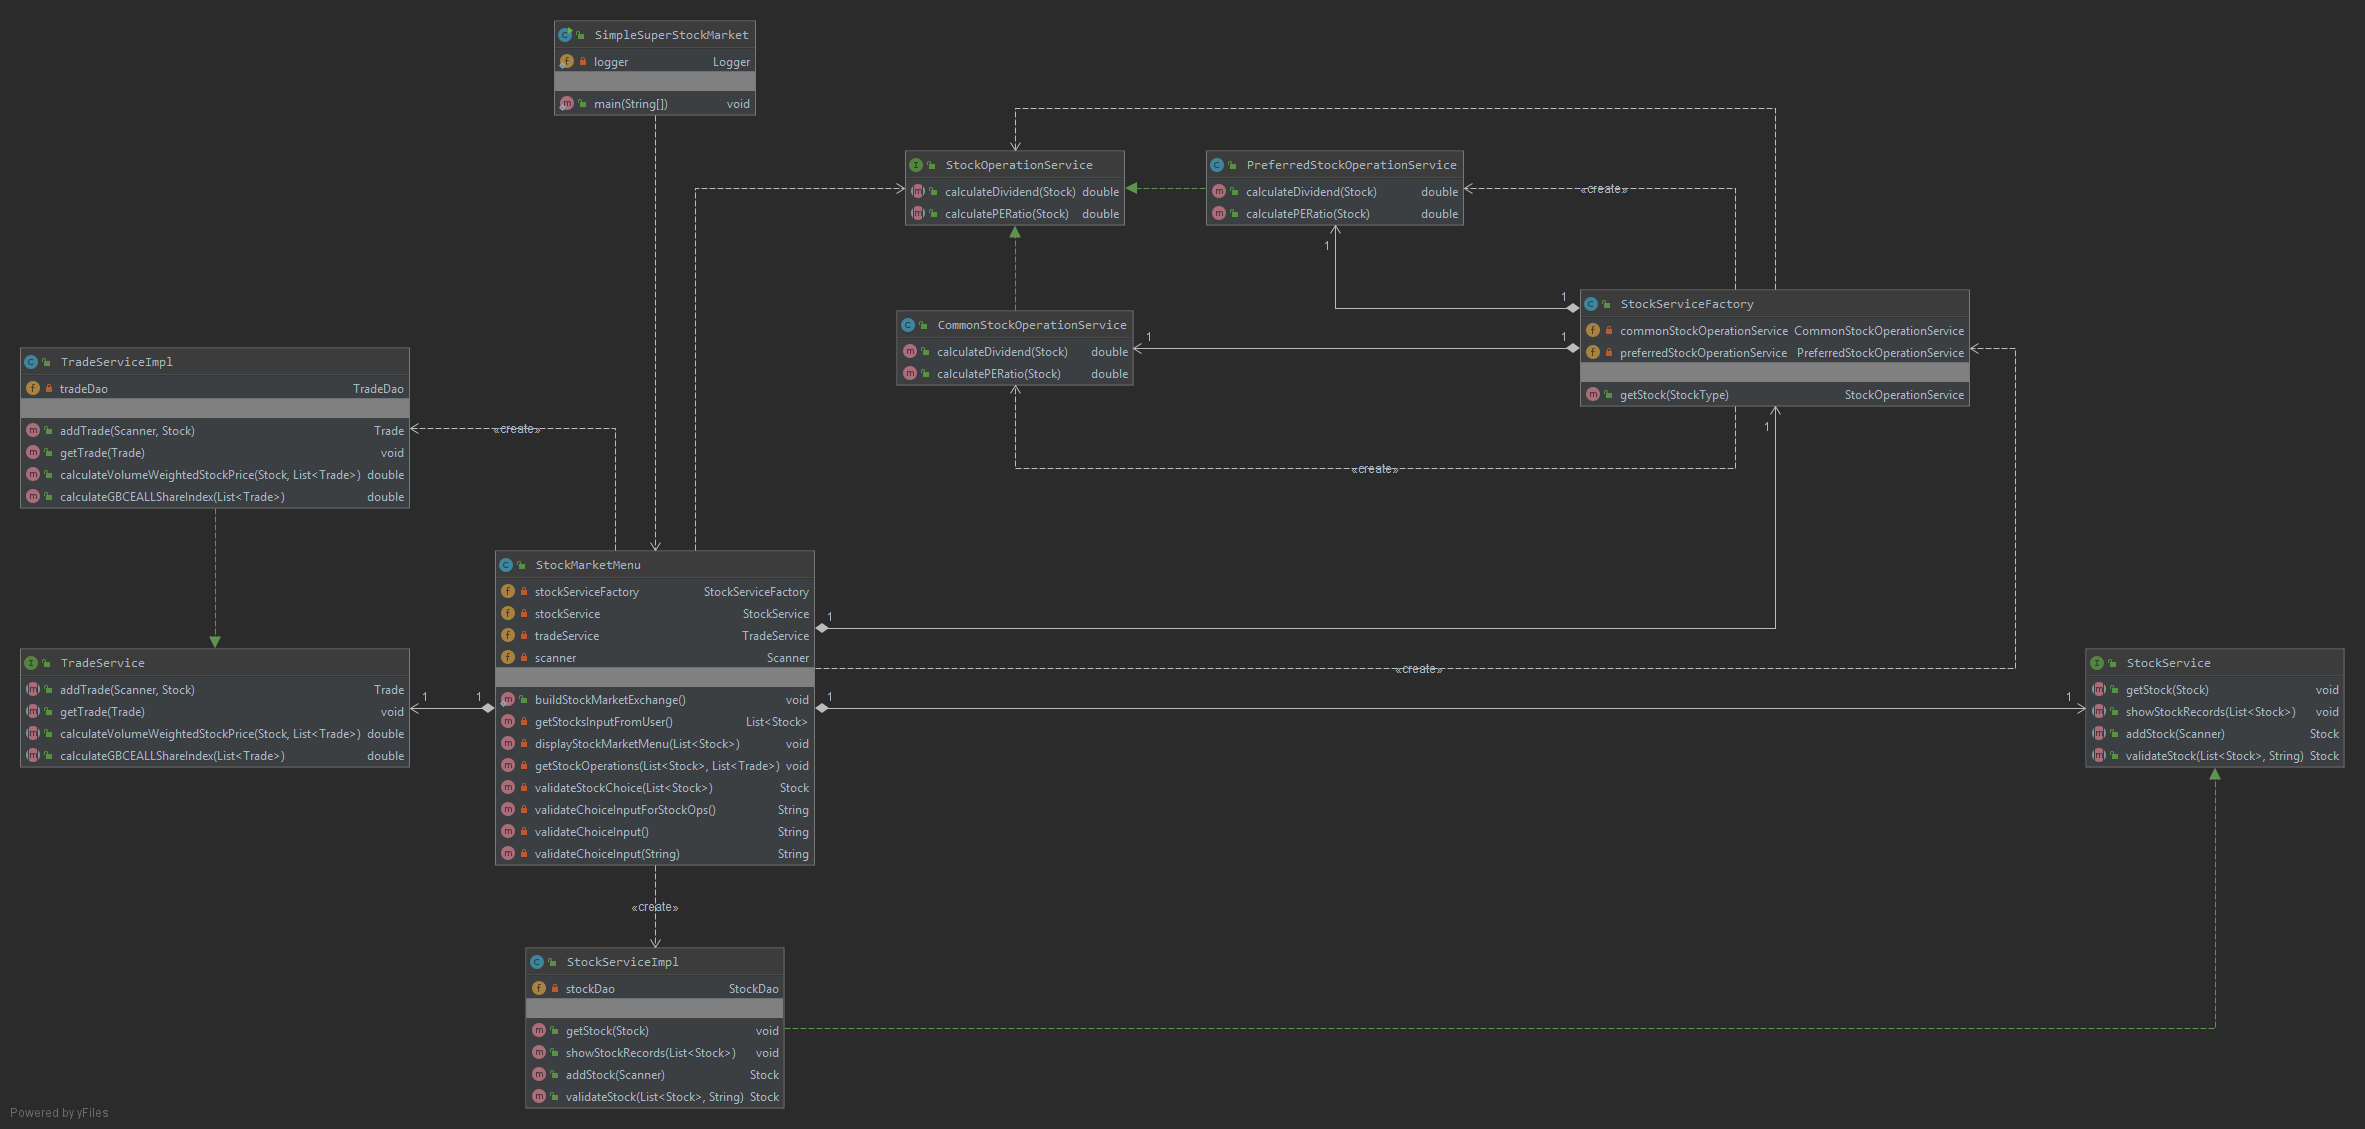 SimpleSuperStockMarket
logger Logger
main(String[]) void
StockOperationService
calculateDividend(Stock) double
calculatePERatio(Stock) double
PreferredStockOperationService
calculateDividend(Stock) double
calculatePERatio(Stock) double
«create»
1
1
StockServiceFactory
commonStockOperationService CommonStockOperationService
preferredStockOperationService PreferredStockOperationService
getStock(StockType) StockOperationService
CommonStockOperationService
calculateDividend(Stock) double
calculatePERatio(Stock) double
1
1
TradeServiceImpl
tradeDao TradeDao
addTrade(Scanner, Stock) Trade
getTrade(Trade) void
calculateVolumeWeightedStockPrice(Stock, List<Trade>) double
calculateGBCEALLShareIndex(List<Trade>) double
«create»
1
«create»
StockMarketMenu
stockServiceFactory StockServiceFactory
stockService StockService
tradeService TradeService
scanner Scanner
buildStockMarketExchange() void
getStocksInputFromUser() List<Stock>
displayStockMarketMenu(List<Stock>) void
getStockOperations(List<Stock>, List<Trade>) void
validateStockChoice(List<Stock>) Stock
validateChoiceInputForStockOps() String
validateChoiceInput() String
validateChoiceInput(String) String
1
«create»
TradeService
addTrade(Scanner, Stock) Trade
getTrade(Trade) void
calculateVolumeWeightedStockPrice(Stock, List<Trade>) double
calculateGBCEALLShareIndex(List<Trade>) double
1
1
1
1
StockService
getStock(Stock) void
showStockRecords(List<Stock>) void
addStock(Scanner) Stock
validateStock(List<Stock>, String) Stock
«create»
StockServiceImpl
stockDao StockDao
getStock(Stock) void
showStockRecords(List<Stock>) void
addStock(Scanner) Stock
validateStock(List<Stock>, String) Stock
Powered by yFiles